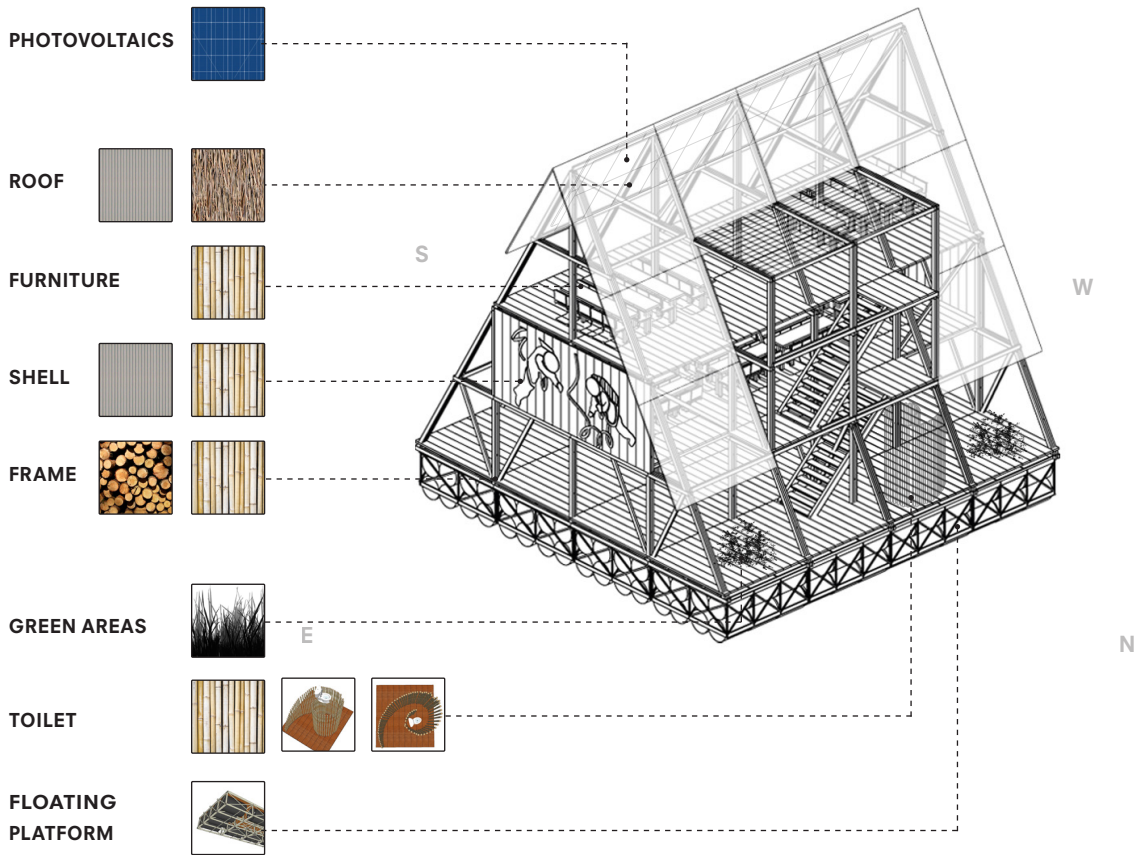 PHOTOVOLTAICS
ROOF
S
FURNITURE
W
SHELL
FRAME
GREEN AREAS
E
N
TOILET
FLOATING
PLATFORM